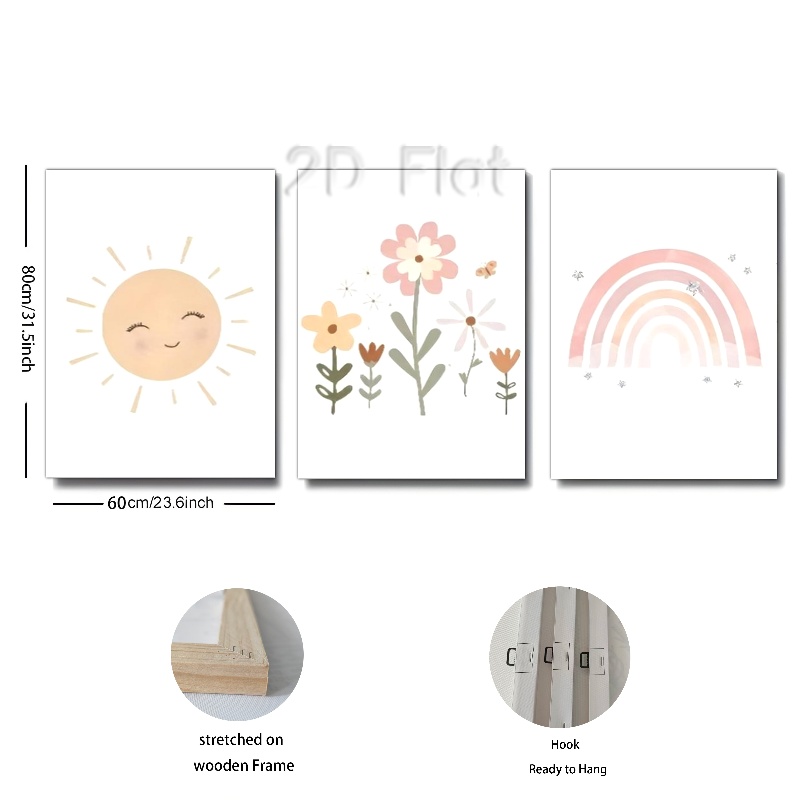 2D Flat
80cm/31.5inch
60cm/23.6inch
stretched on
wooden Frame
Hook
Ready to Hang